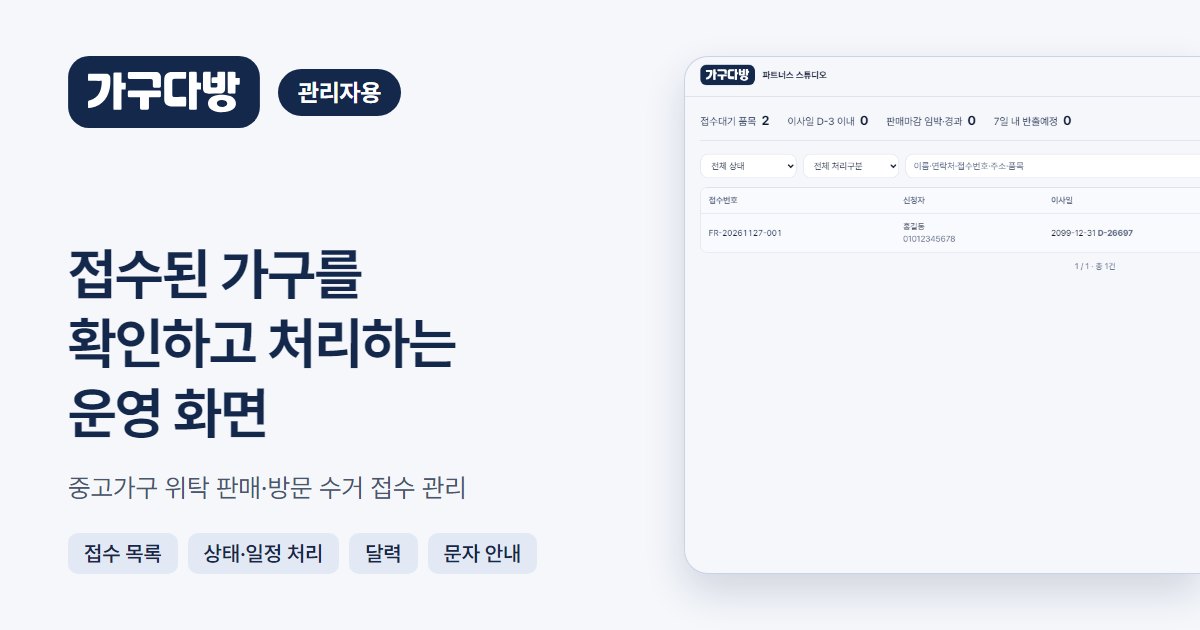 가구다방 관리자용
접수된 가구를
확인하고 처리하는
운영 화면
중고가구 위탁 판매·방문 수거 접수 관리
접수 목록 상태·일정 처리 달력 문자 안내
가구다방 파트너스 스튜디오
접수대기 품목 2 이사일 D-3 이내 0 판매마감 임박·경과 0 7일 내 반출예정 0
전체 상태 전체 처리구분 이름·연락처·접수번호·주소·품목
접수번호 신청자 이사일
FR-20261127-001 홍길동 2099-12-31 D-26697
01012345678
1 / 1 · 총 1건